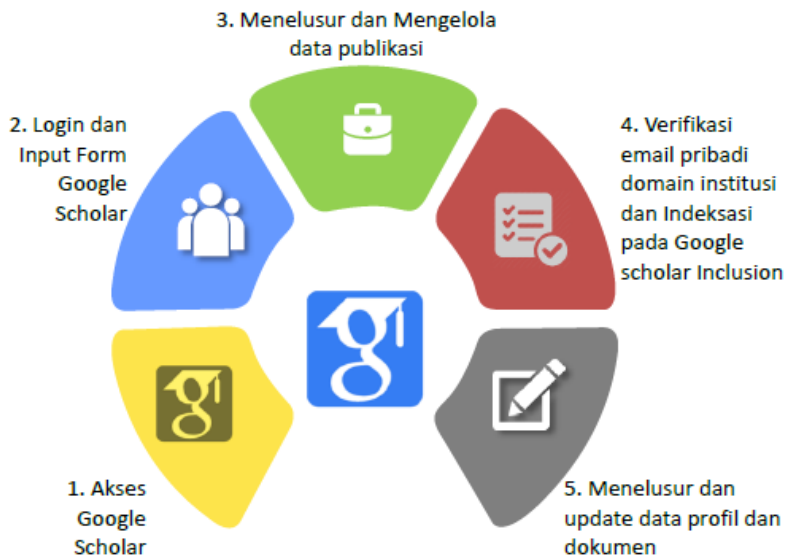 3. Menelusur dan Mengelola
data publikasi
2. Login dan
Input Form
Google
Scholar
4. Verifikasi
email pribadi
domain institusi
dan Indeksasi
pada Google
scholar Inclusion
g
g
1. Akses
Google
Scholar
5. Menelusur dan
update data profil dan
dokumen